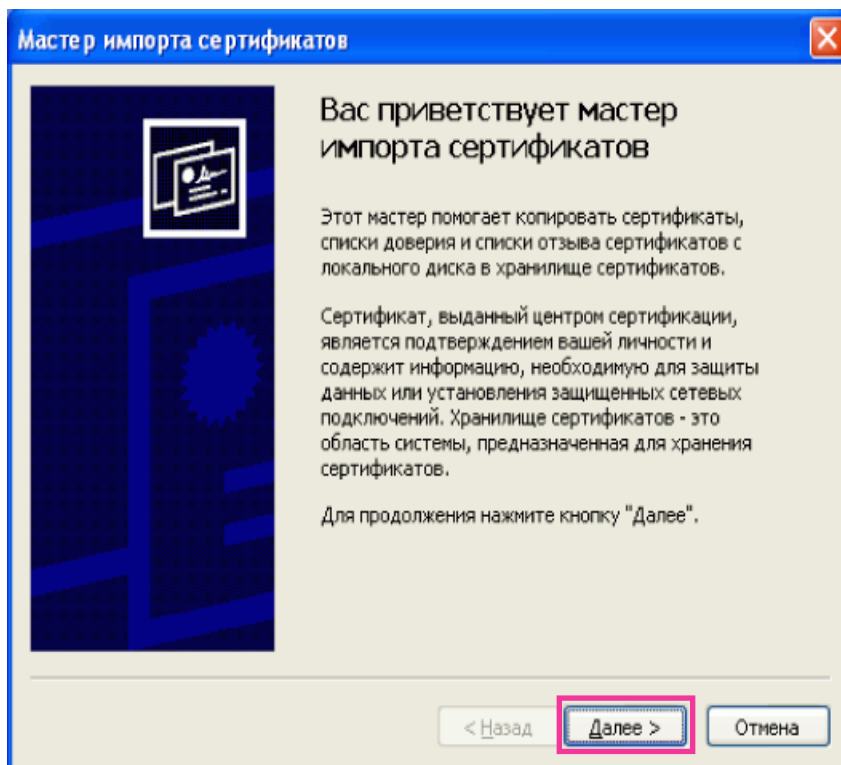 Мастер импорта сертификатов
Вас приветствует мастер
импорта сертификатов
Этот мастер помогает копировать сертификаты,
списки доверия и списки отзыва сертификатов с
локального диска в хранилище сертификатов.
Сертификат, выданный центром сертификации,
является подтверждением вашей личности и
содержит информацию, необходимую для защиты
данных или установления защищенных сетевых
подключений. Хранилище сертификатов - это
область системы, предназначенная для хранения
сертификатов.
Для продолжения нажмите кнопку "Далее".
< Назад Далее > Отмена